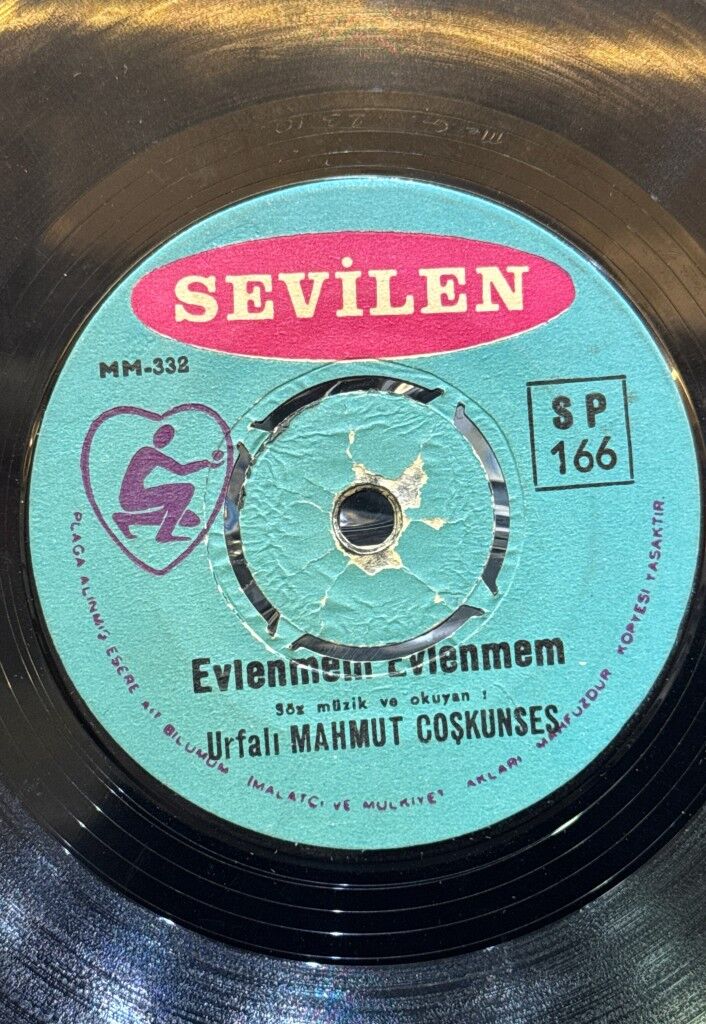 SEVİLEN
MM-332
SP
166
Evlenmem Evlenmem
Söz müzik ve okuyan :
Urfalı MAHMUT COŞKUNSES
PLAĞA ALINMIŞ ESERE AİT BİLUMUM İMALATÇI VE MÜLKİYET AKLARI MAHFUZDUR KOPYESİ YASAKTIR.